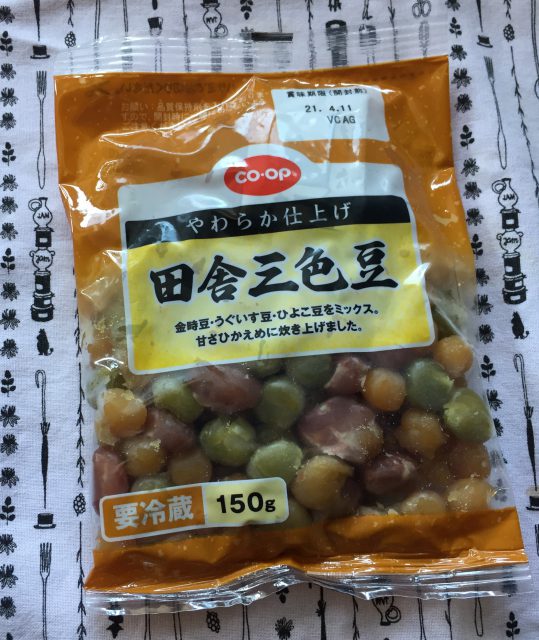 賞味期限(開封前)
21. 4.11
VCAG
CO·OP
やわらか仕上げ
田舎三色豆
金時豆・うぐいす豆・ひよこ豆をミックス。
甘さひかえめに炊き上げました。
要冷蔵 150g
JAM
JAM